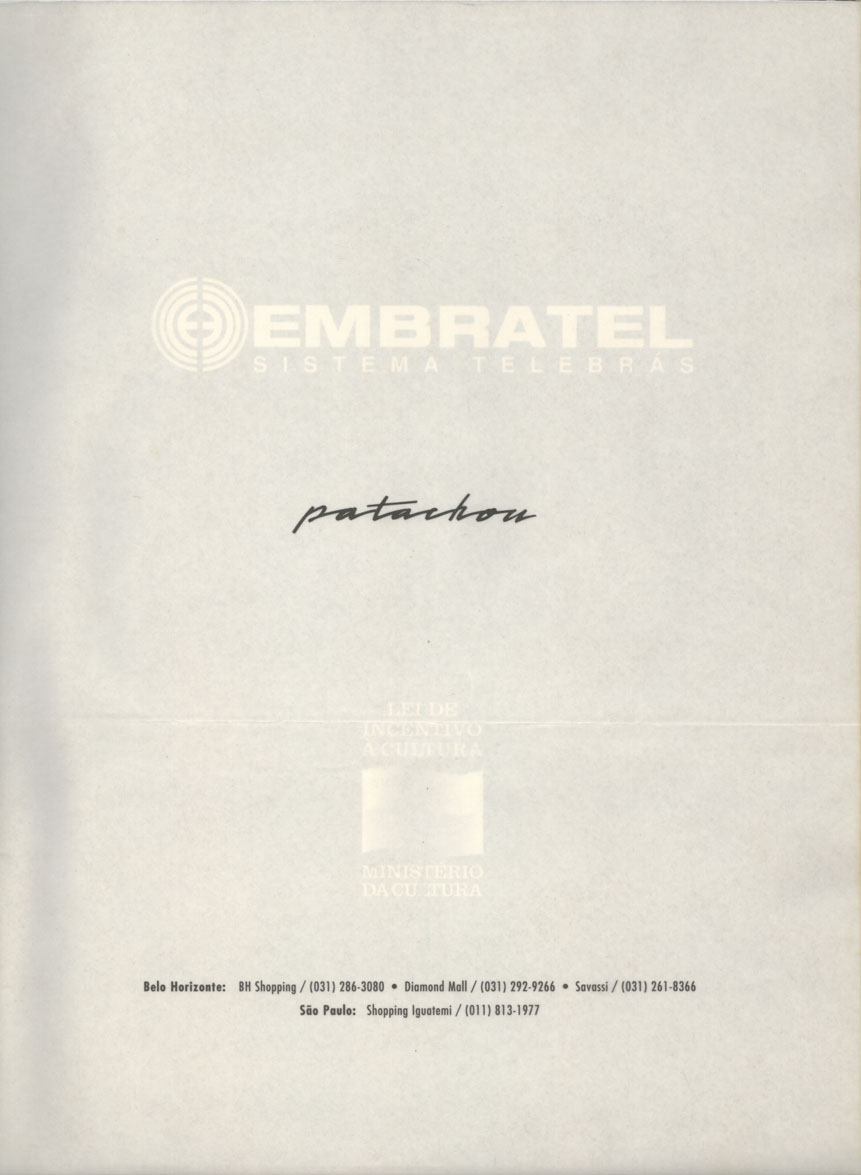 EMBRATEL
SISTEMA TELEBRÁS
patachou
LEI DE
INCENTIVO
À CULTURA
MINISTÉRIO
DA CULTURA
Belo Horizonte: BH Shopping / (031) 286-3080 • Diamond Mall / (031) 292-9266 • Savassi / (031) 261-8366
São Paulo: Shopping Iguatemi / (011) 813-1977